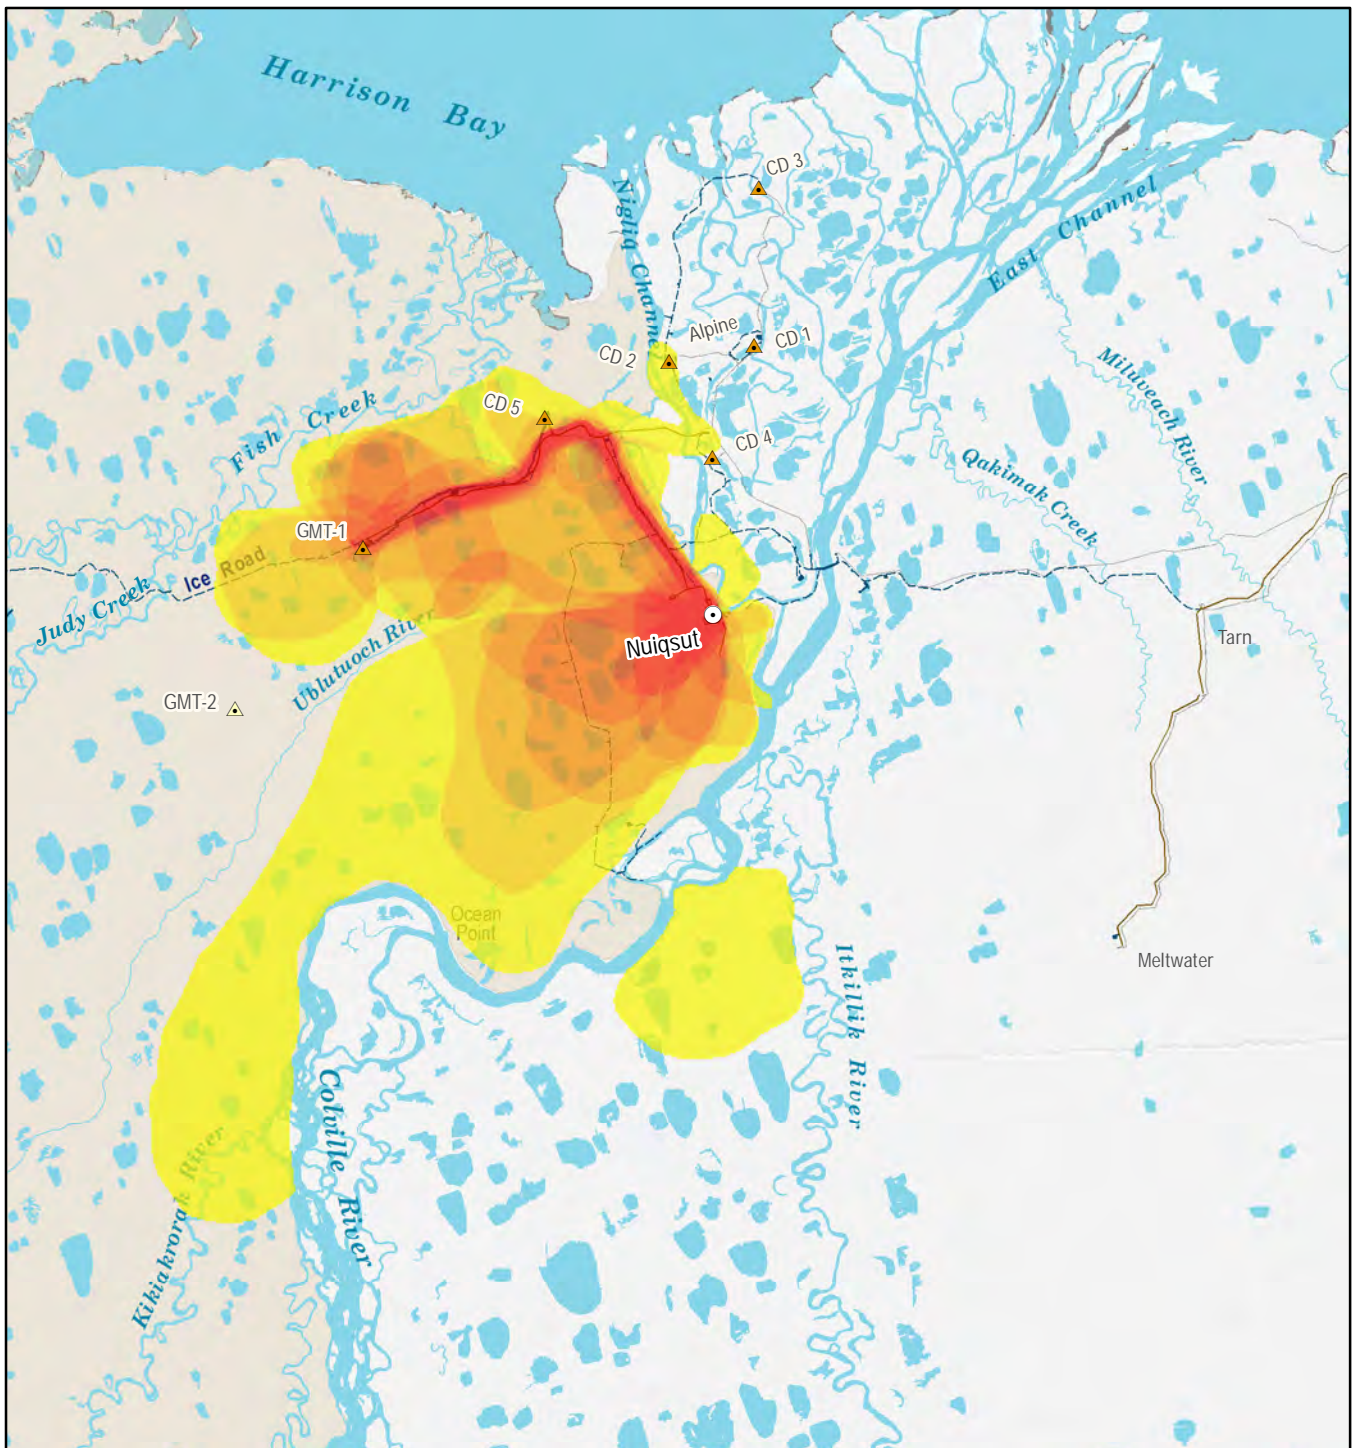 Harrison Bay
CD 3
Nigliq Channel
East Channel
Alpine
CD 1
CD 2
Miluveach River
CD 5
Fish Creek
CD 4
Qakimak Creek
GMT-1
Ice Road
Judy Creek
Ublutuoch River
Nuiqsut
Tarn
GMT-2
Ocean
Point
Itkillik River
Meltwater
Colville River
Kikiakrorak River